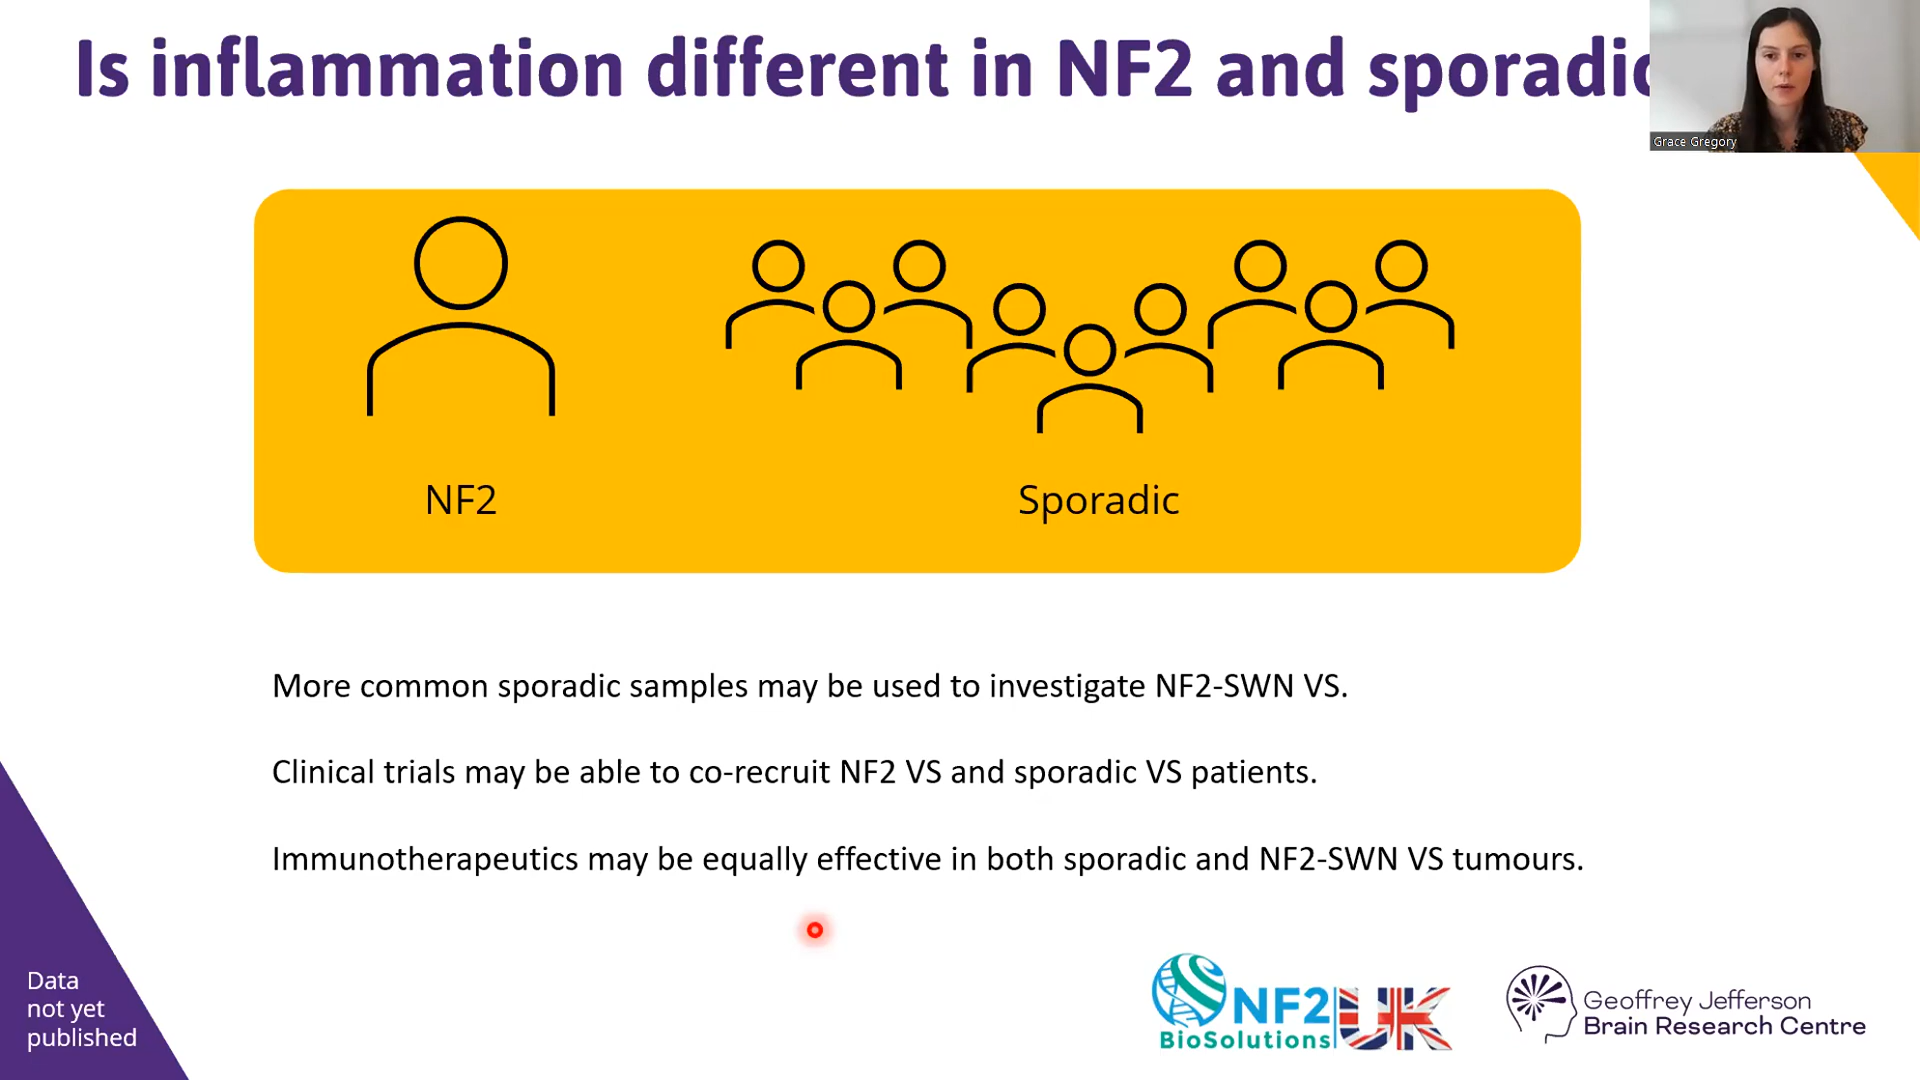 Is inflammation different in NF2 and sporadic
Grace Gregory
NF2
Sporadic
More common sporadic samples may be used to investigate NF2-SWN VS.
Clinical trials may be able to co-recruit NF2 VS and sporadic VS patients.
Immunotherapeutics may be equally effective in both sporadic and NF2-SWN VS tumours.
Data
not yet
published
NF2 UK
BioSolutions
Geoffrey Jefferson
Brain Research Centre